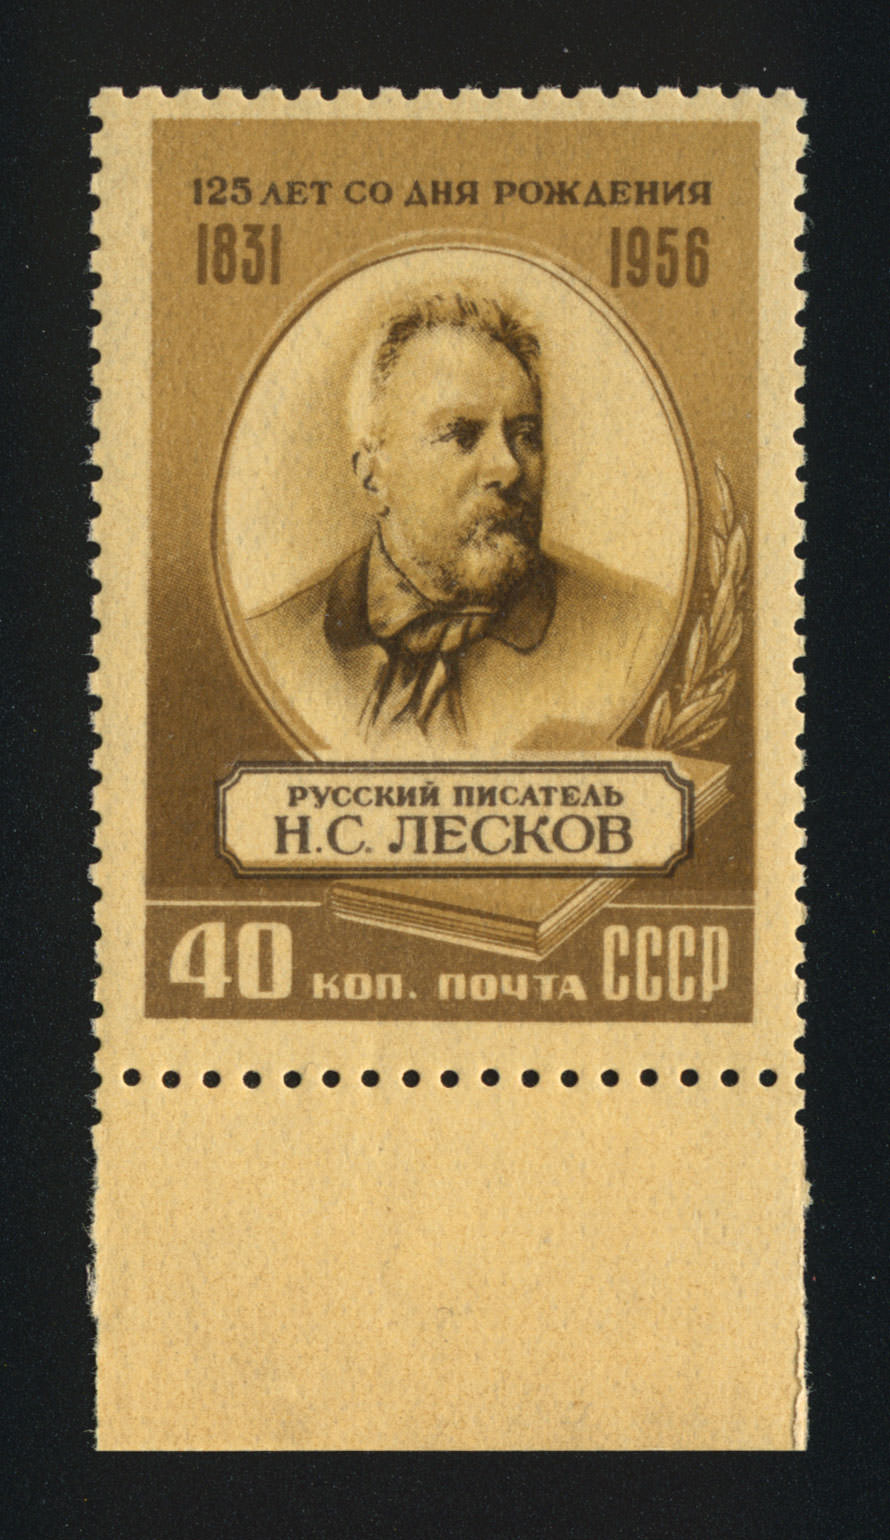 125 ЛЕТ СО ДНЯ РОЖДЕНИЯ
1831 1956
РУССКИЙ ПИСАТЕЛЬ
Н.С. ЛЕСКОВ
40 КОП. ПОЧТА СССР